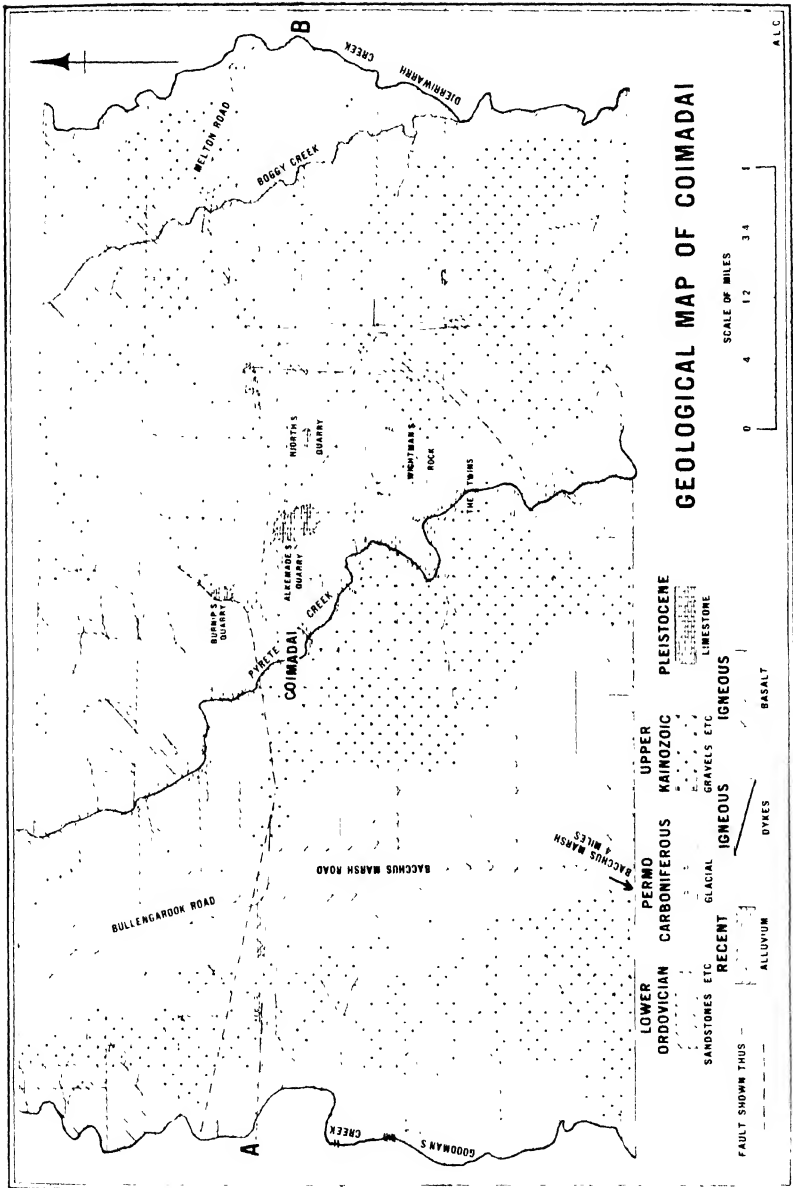 A
B
GOODMAN'S
CREEK
BULLENGAROOK ROAD
BACCHUS MARSH ROAD
BACCHUS MARSH
4 MILES
PYRETE
CREEK
COIMADAI
BURNIP'S
QUARRY
ALKEMADE'S
QUARRY
HJORTH'S
QUARRY
WIGHTMAN'S
ROCK
THE TWINS
BOGGY CREEK
MELTON ROAD
DJERRIWARRH
CREEK
GEOLOGICAL MAP OF COIMADAI
SCALE OF MILES
0 4 1 2 3 4 1
LOWER
ORDOVICIAN
SANDSTONES ETC
PERMO
CARBONIFEROUS
GLACIAL
UPPER
KAINOZOIC
GRAVELS ETC
PLEISTOCENE
LIMESTONE
FAULT SHOWN THUS
RECENT
ALLUVIUM
IGNEOUS
DYKES
IGNEOUS
BASALT
A L C